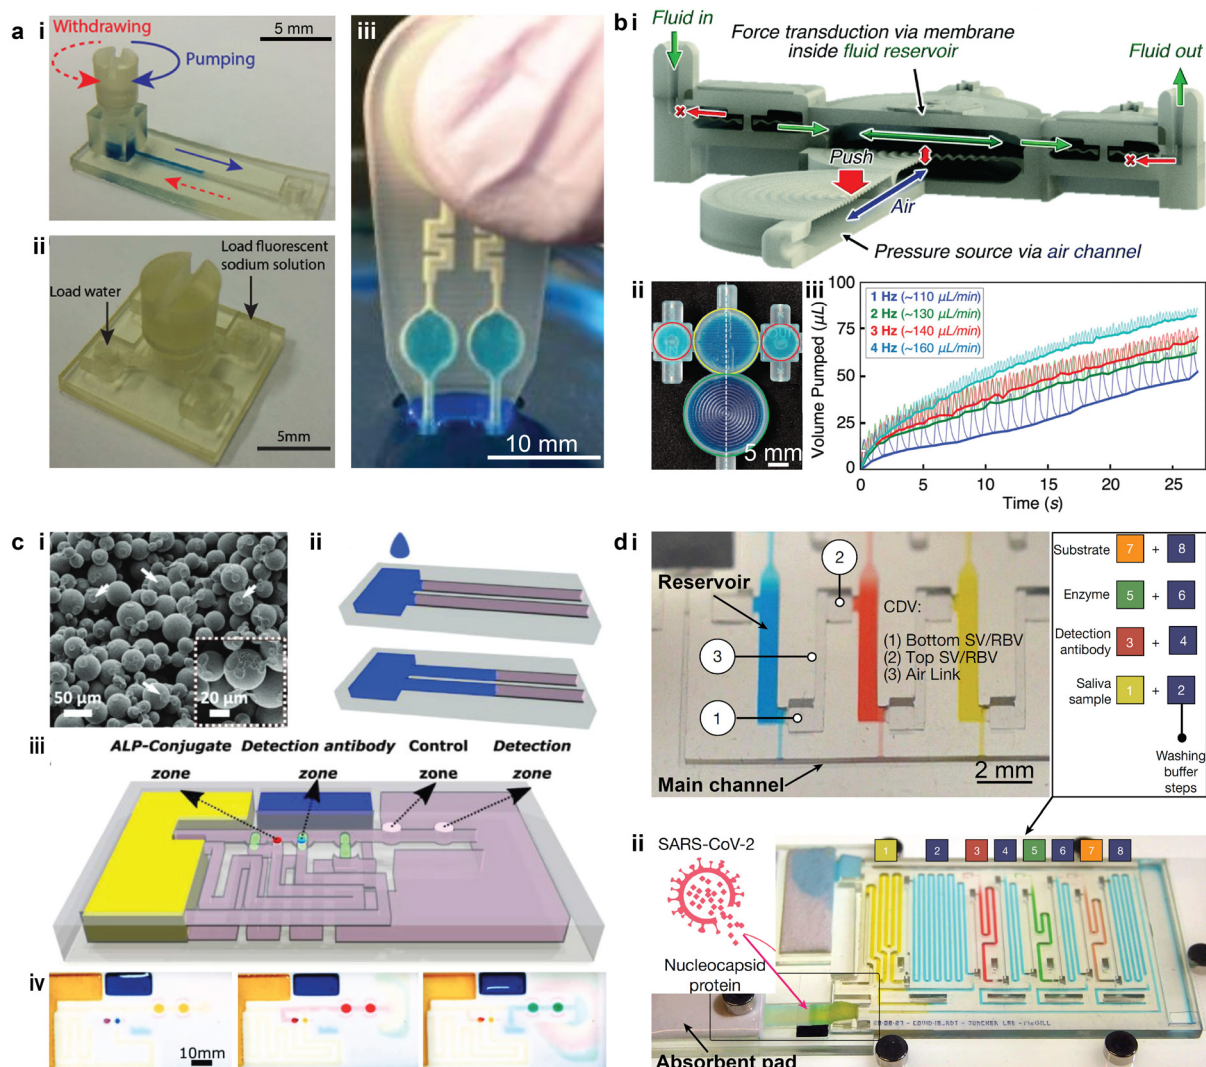 a
i
Withdrawing
5 mm
Pumping
ii
Load fluorescent
sodium solution
Load water
5mm
iii
10 mm
b i
Fluid in
Force transduction via membrane
inside fluid reservoir
Fluid out
Push
Air
Pressure source via air channel
ii
5 mm
iii
Volume Pumped (µL)
100
75
50
25
0
1 Hz (~110 µL/min)
2 Hz (~130 µL/min)
3 Hz (~140 µL/min)
4 Hz (~160 µL/min)
5
10
15
20
25
Time (s)
c
i
50 µm
20 µm
ii
iii
ALP-Conjugate
zone
Detection antibody
zone
Control
zone
Detection
zone
iv
10mm
d i
Reservoir
2
CDV:
(1) Bottom SV/RBV
(2) Top SV/RBV
(3) Air Link
3
1
Main channel
2 mm
Substrate 7 + 8
Enzyme 5 + 6
Detection
antibody 3 + 4
Saliva
sample 1 + 2
Washing
buffer
steps
ii
SARS-CoV-2
1 2 3 4 5 6 7 8
Nucleocapsid
protein
Absorbent pad